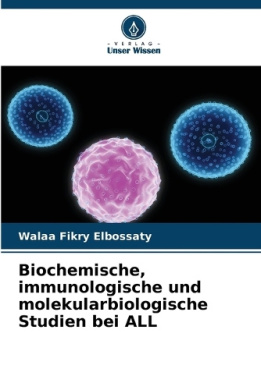 VERLAG
Unser Wissen
Walaa Fikry Elbossaty
Biochemische,
immunologische und
molekularbiologische
Studien bei ALL